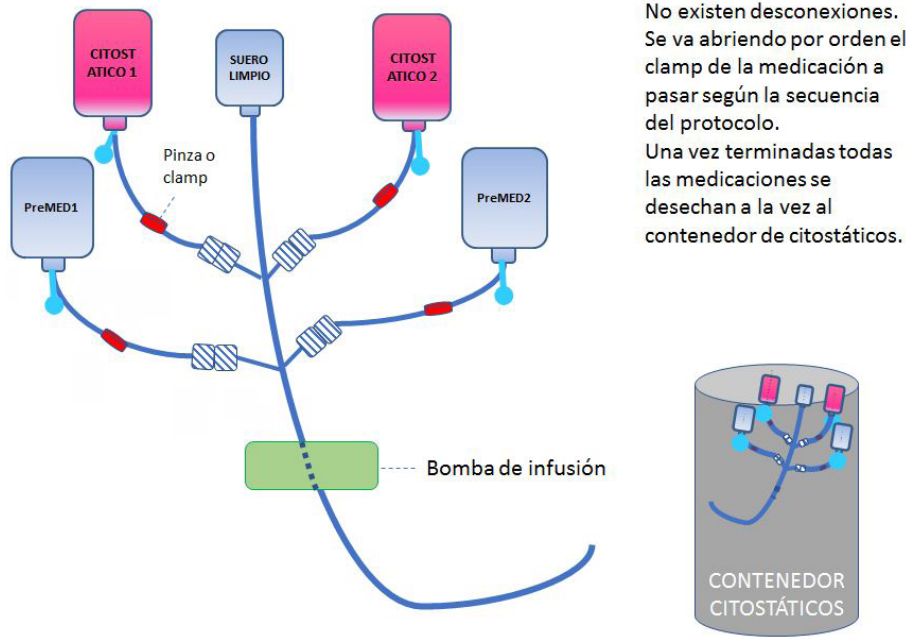 No existen desconexiones.
Se va abriendo por orden el
clamp de la medicación a
pasar según la secuencia
del protocolo.
Una vez terminadas todas
las medicaciones se
desechan a la vez al
contenedor de citostáticos.
CITOST
ATICO 1
SUERO
LIMPIO
CITOST
ATICO 2
Pinza o
clamp
PreMED1
PreMED2
Bomba de infusión
CONTENEDOR
CITOSTÁTICOS